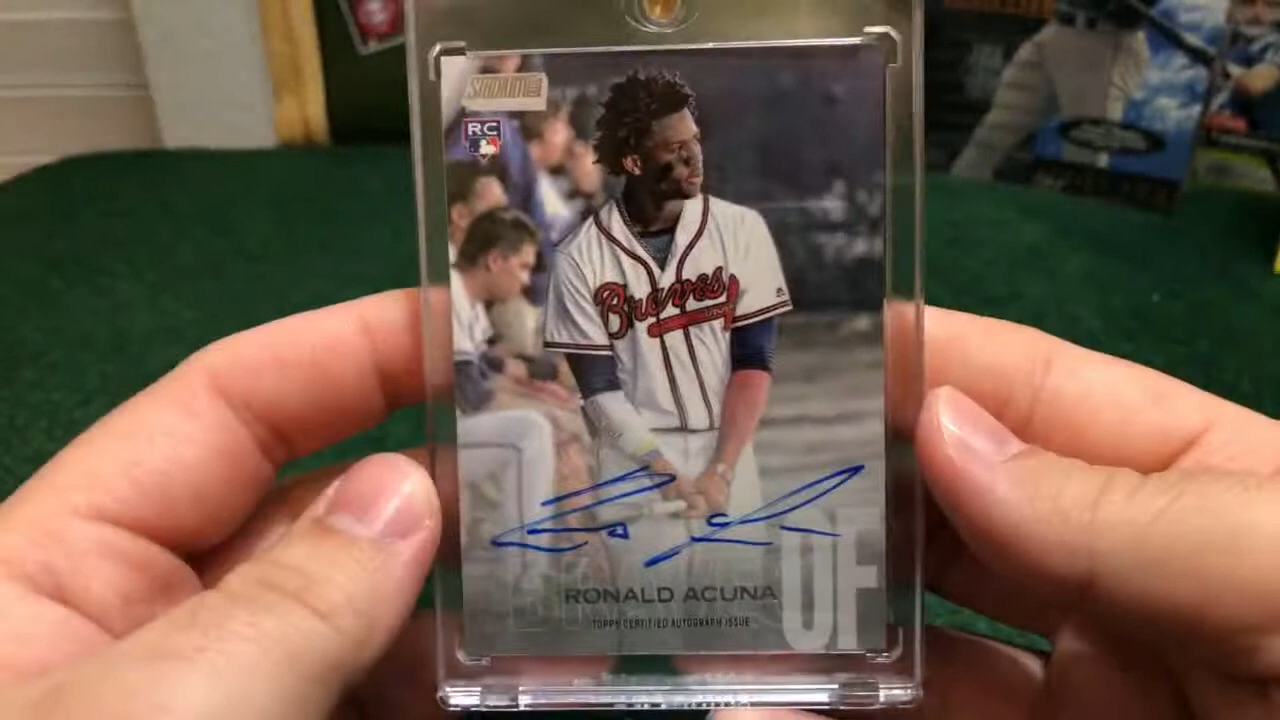 STADIUM
RC
Braves
RONALD ACUNA
OF
TOPPS CERTIFIED AUTOGRAPH ISSUE